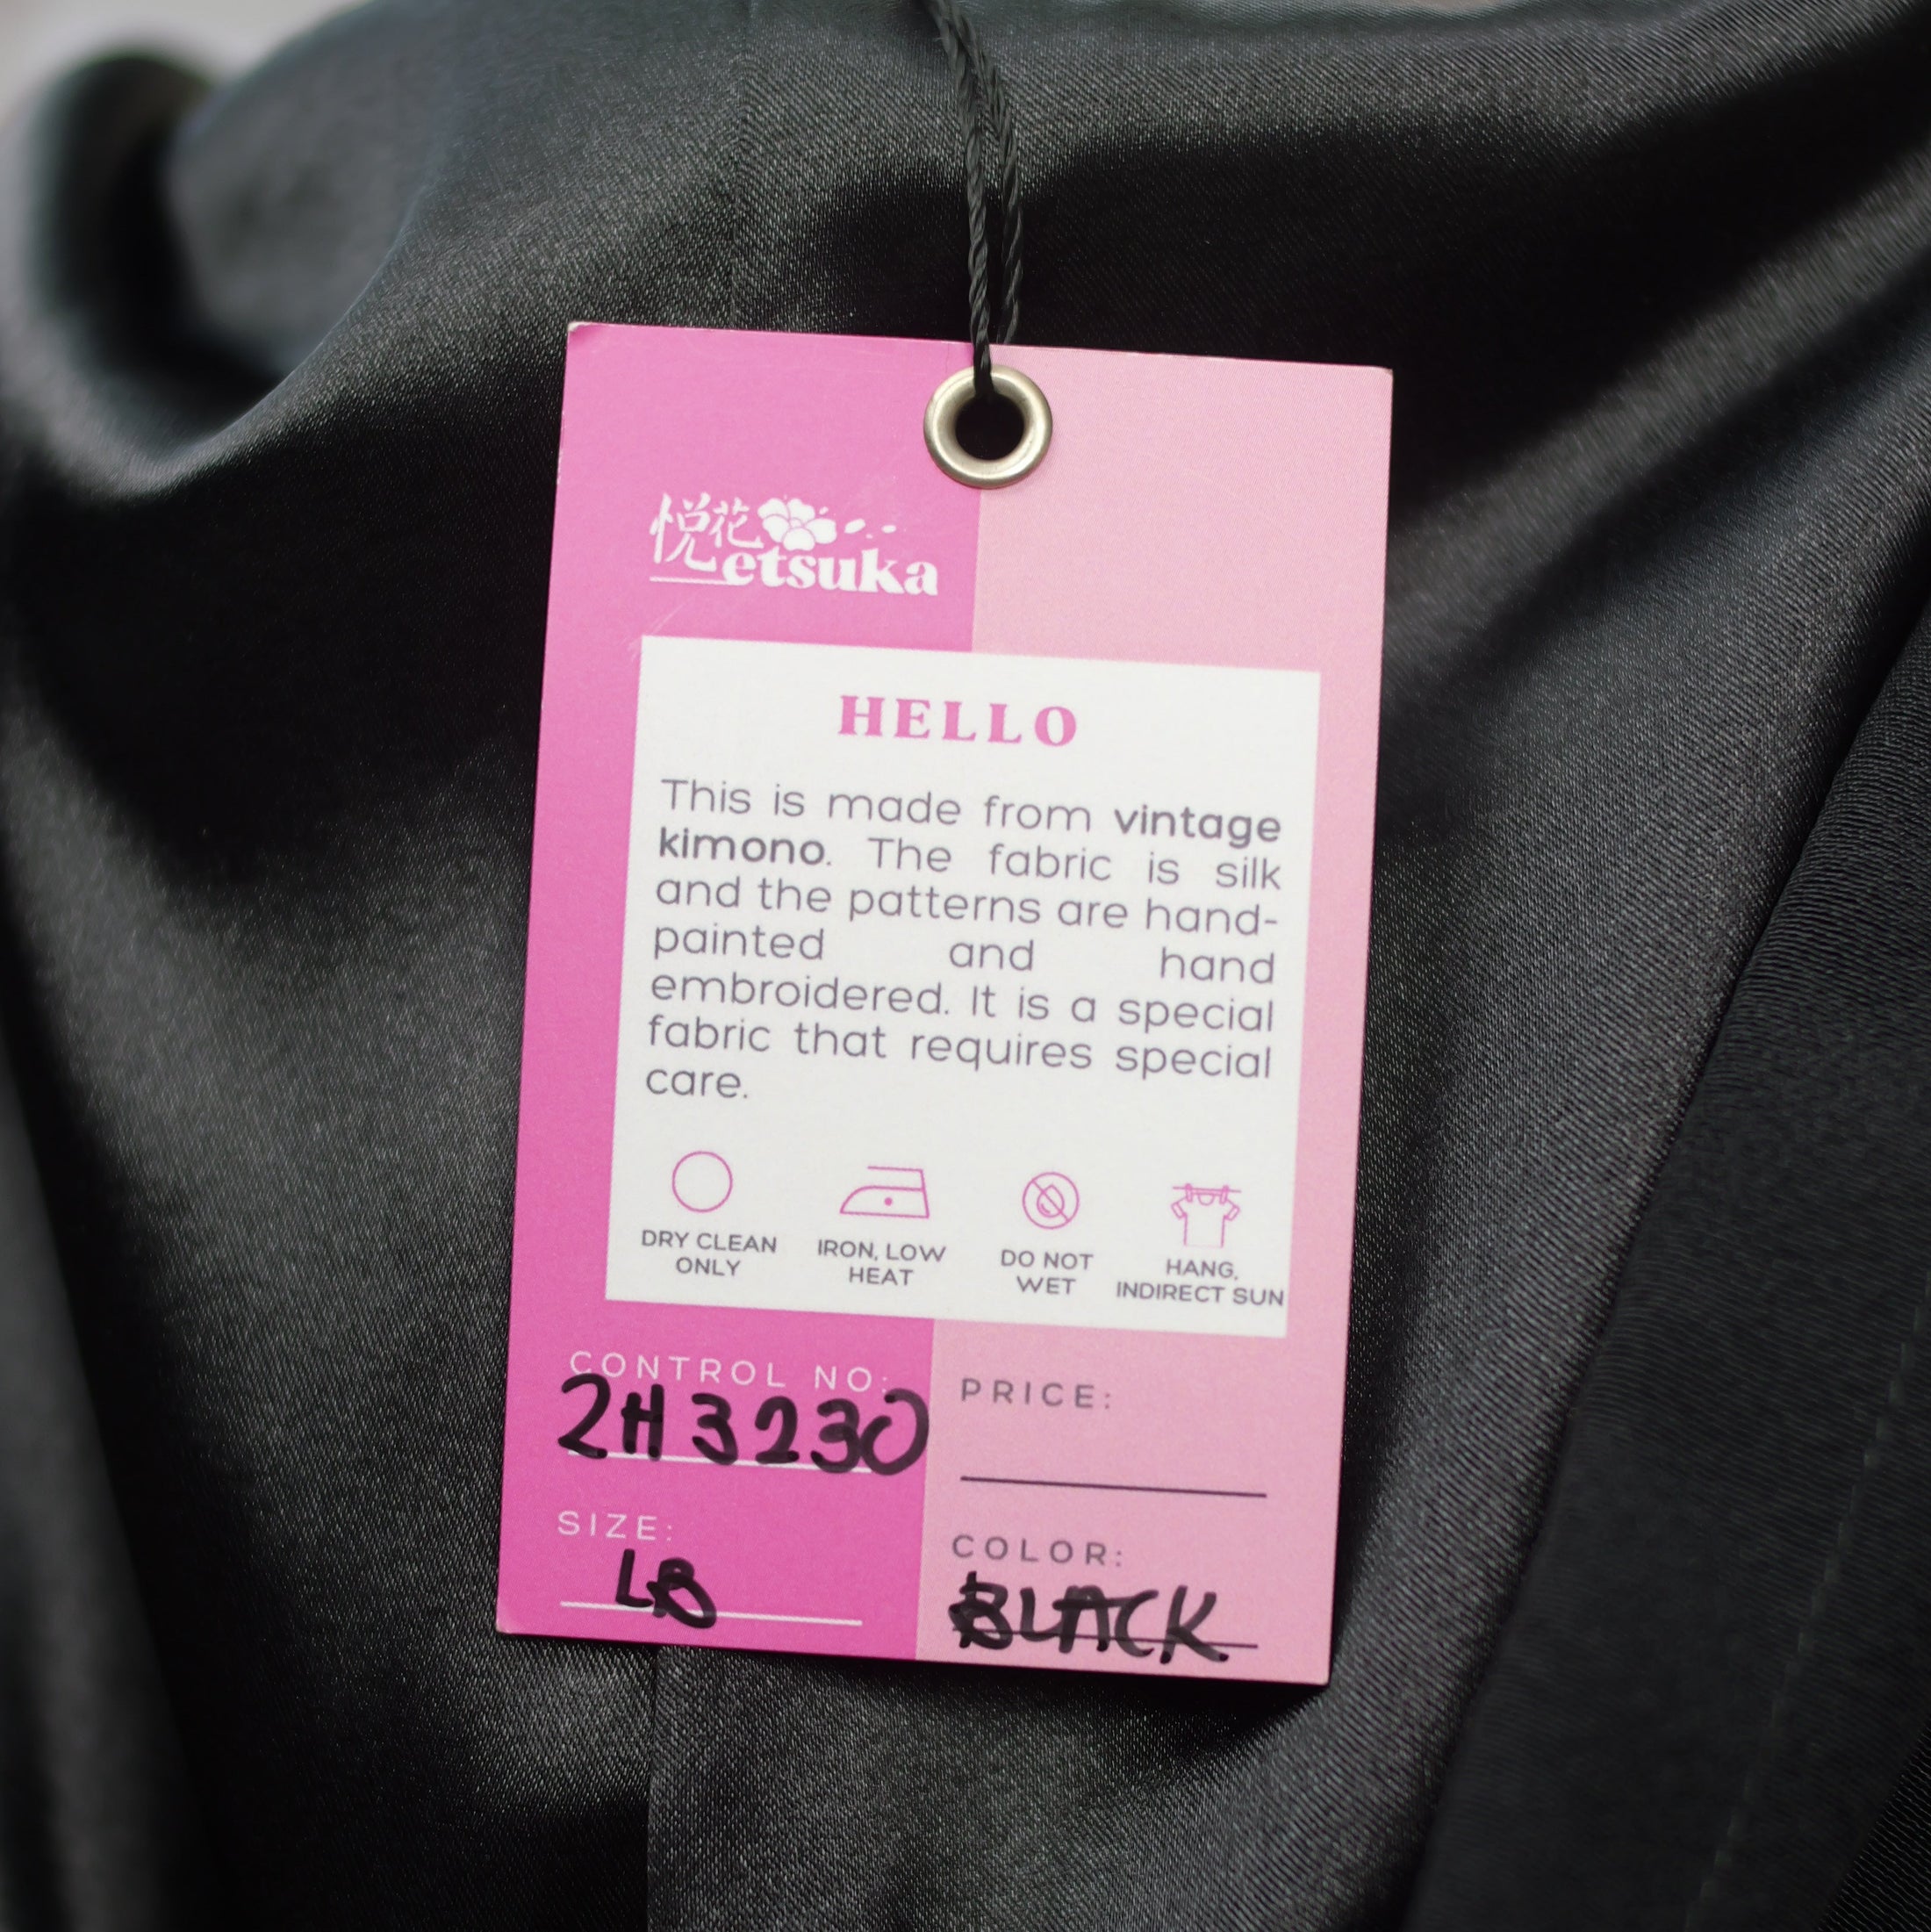 悦花
etsuka
HELLO
This is made from vintage
kimono. The fabric is silk
and the patterns are hand-
painted and hand
embroidered. It is a special
fabric that requires special
care.
DRY CLEAN
ONLY
IRON, LOW
HEAT
DO NOT
WET
HANG,
INDIRECT SUN
CONTROL NO:
2H3230
PRICE:
SIZE:
LB
COLOR:
BLACK